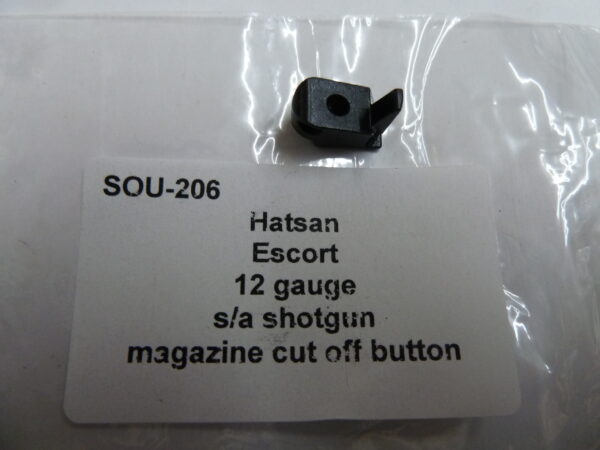 SOU-206
Hatsan
Escort
12 gauge
s/a shotgun
magazine cut off button